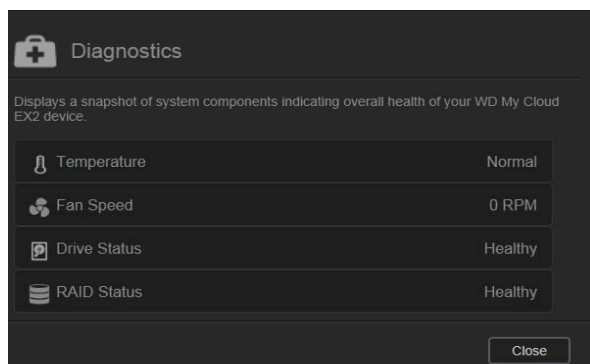 Diagnostics
Displays a snapshot of system components indicating overall health of your WD My Cloud
EX2 device.
Temperature Normal
Fan Speed 0 RPM
Drive Status Healthy
RAID Status Healthy
Close